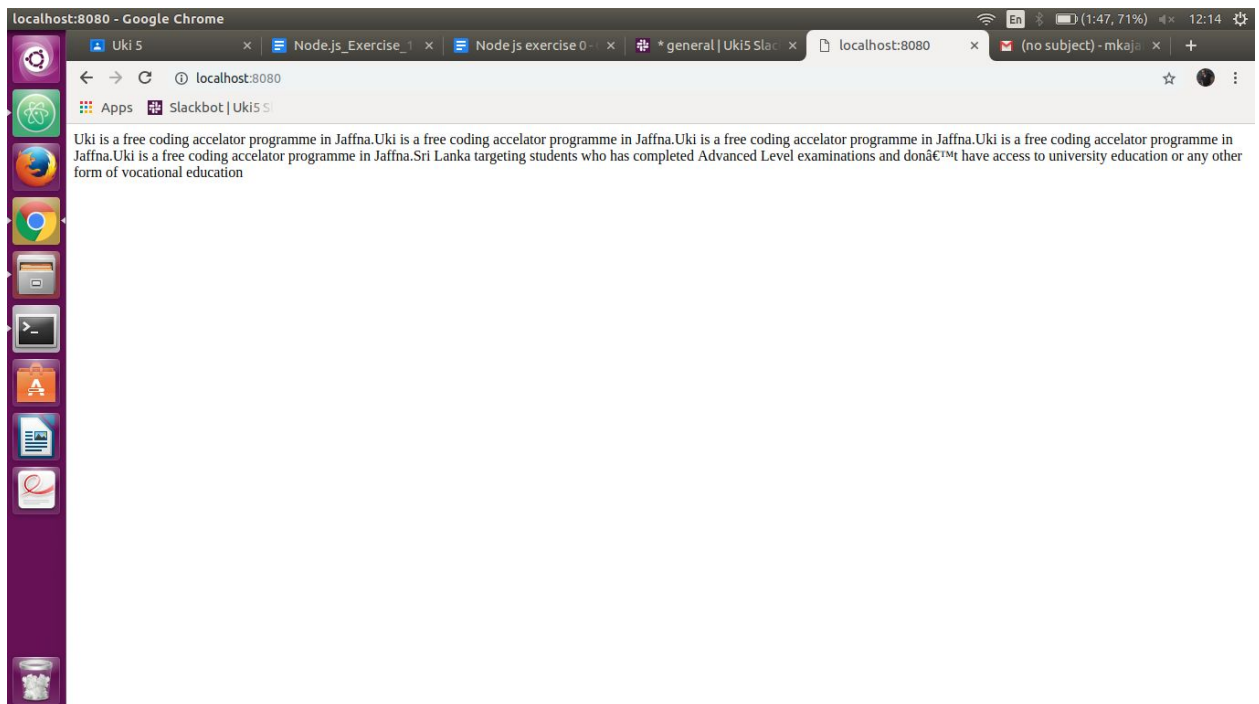 localhost:8080 - Google Chrome
En
(1:47, 71%)
12:14
Uki 5
Node.js_Exercise_1
Node js exercise 0 -
* general | Uki5 Slac
localhost:8080
(no subject) - mkaja
localhost:8080
Apps
Slackbot | Uki5 S
Uki is a free coding accelator programme in Jaffna.Uki is a free coding accelator programme in Jaffna.Uki is a free coding accelator programme in Jaffna.Uki is a free coding accelator programme in
Jaffna.Uki is a free coding accelator programme in Jaffna.Sri Lanka targeting students who has completed Advanced Level examinations and donâ€™t have access to university education or any other
form of vocational education